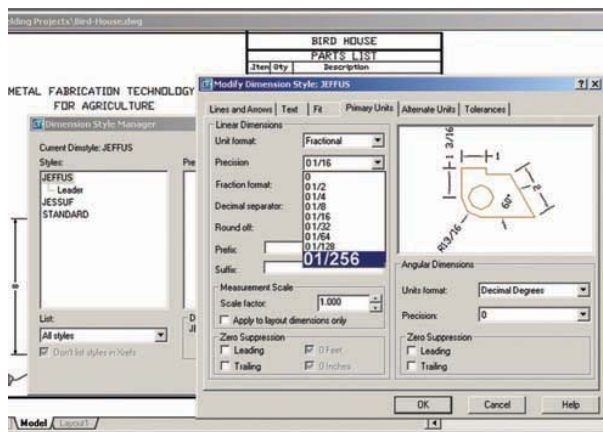 elding Projects\Bird-House.dwg
BIRD HOUSE
PARTS LIST
Item Qty Description
METAL FABRICATION TECHNOLOGY
FOR AGRICULTURE
Dimension Style Manager
Current Dimstyle: JEFFUS
Styles:
JEFFUS
Leader
JESSUF
STANDARD
List:
All styles
Don't list styles in Xrefs
Modify Dimension Style: JEFFUS
Lines and Arrows
Text
Fit
Primary Units
Alternate Units
Tolerances
Linear Dimensions
Unit format:
Fractional
Precision
0 1/16
0
0 1/2
0 1/4
0 1/8
0 1/16
0 1/32
0 1/64
0 1/128
0 1/256
Fraction format:
Decimal separator:
Round off:
Prefix:
Suffix:
Measurement Scale
Scale factor:
1.000
Apply to layout dimensions only
Zero Suppression
Leading
0 Feet
Trailing
0 Inches
1 3/16
1
2
60°
R13/16
Angular Dimensions
Units format:
Decimal Degrees
Precision:
0
Zero Suppression
Leading
Trailing
OK
Cancel
Help
Model
Layout1